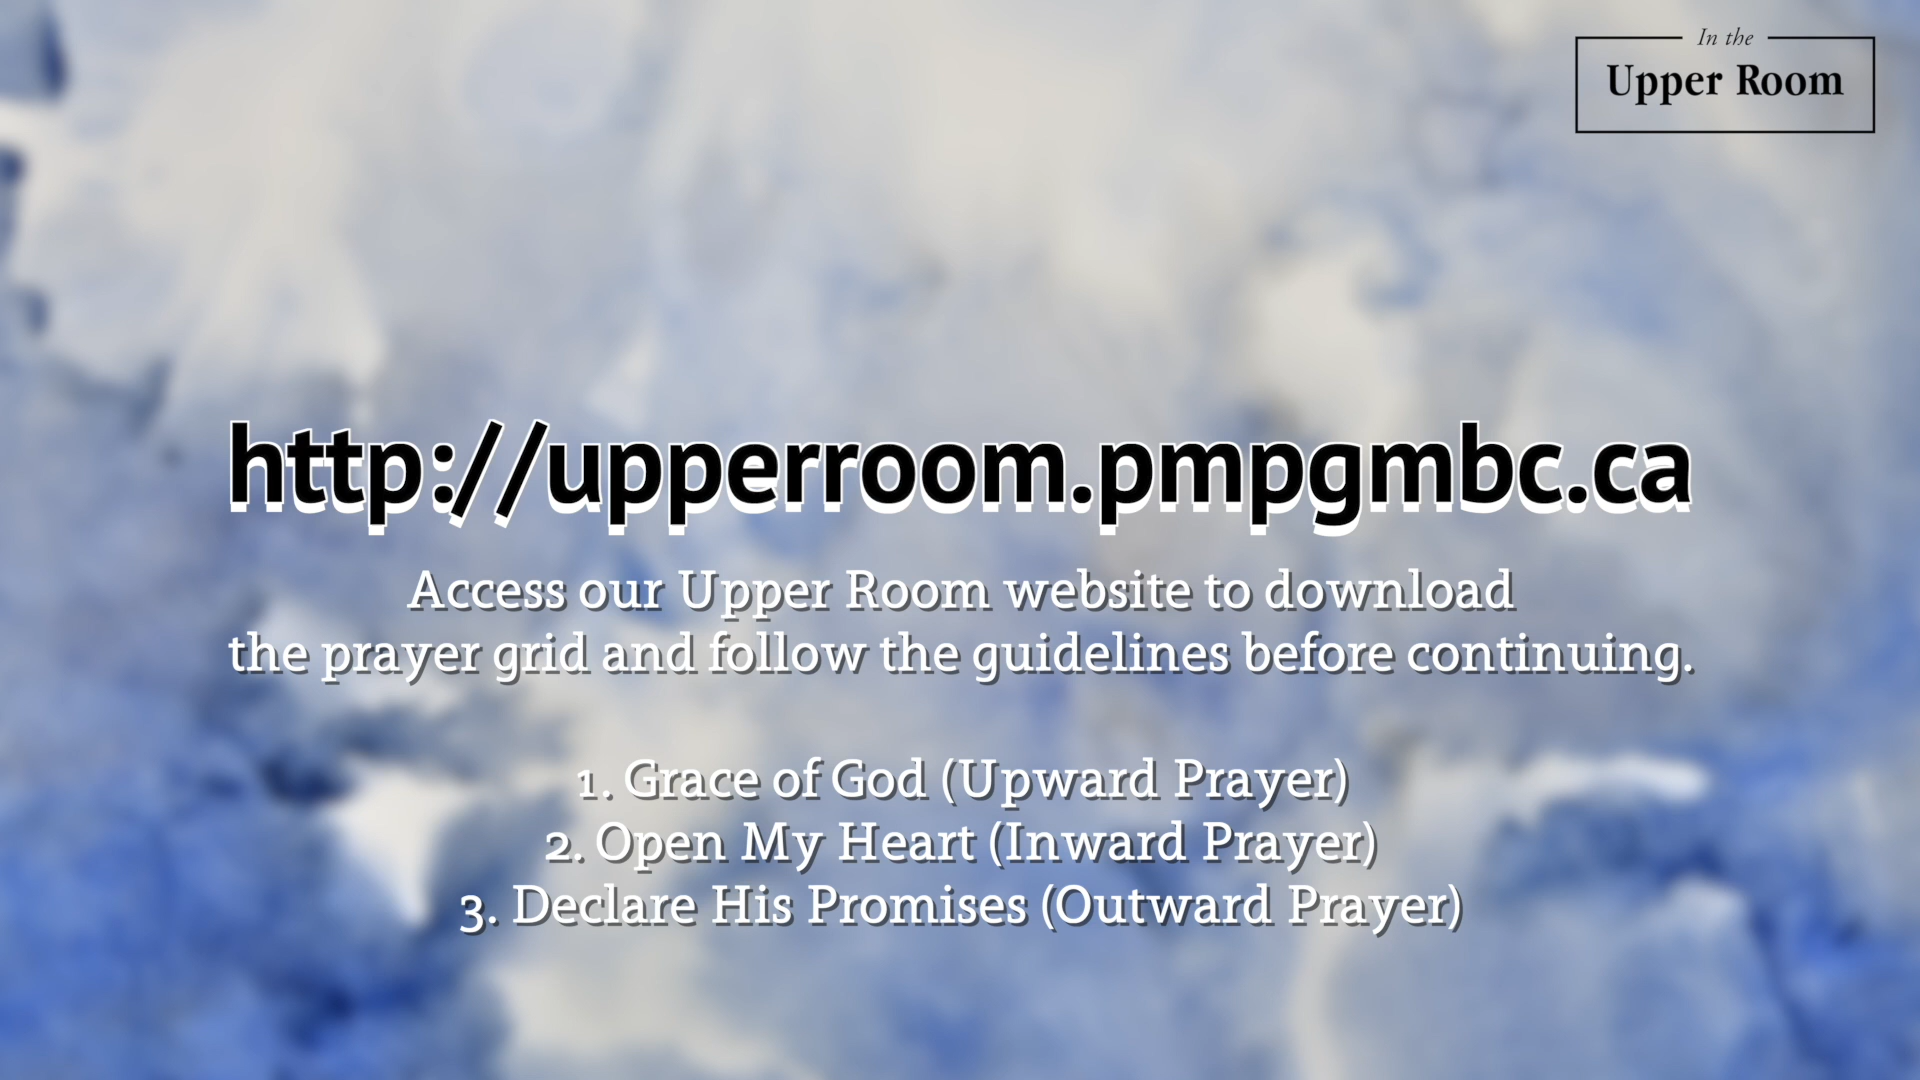 In the
Upper Room
http://upperroom.pmpgmbc.ca
Access our Upper Room website to download
the prayer grid and follow the guidelines before continuing.
1. Grace of God (Upward Prayer)
2. Open My Heart (Inward Prayer)
3. Declare His Promises (Outward Prayer)